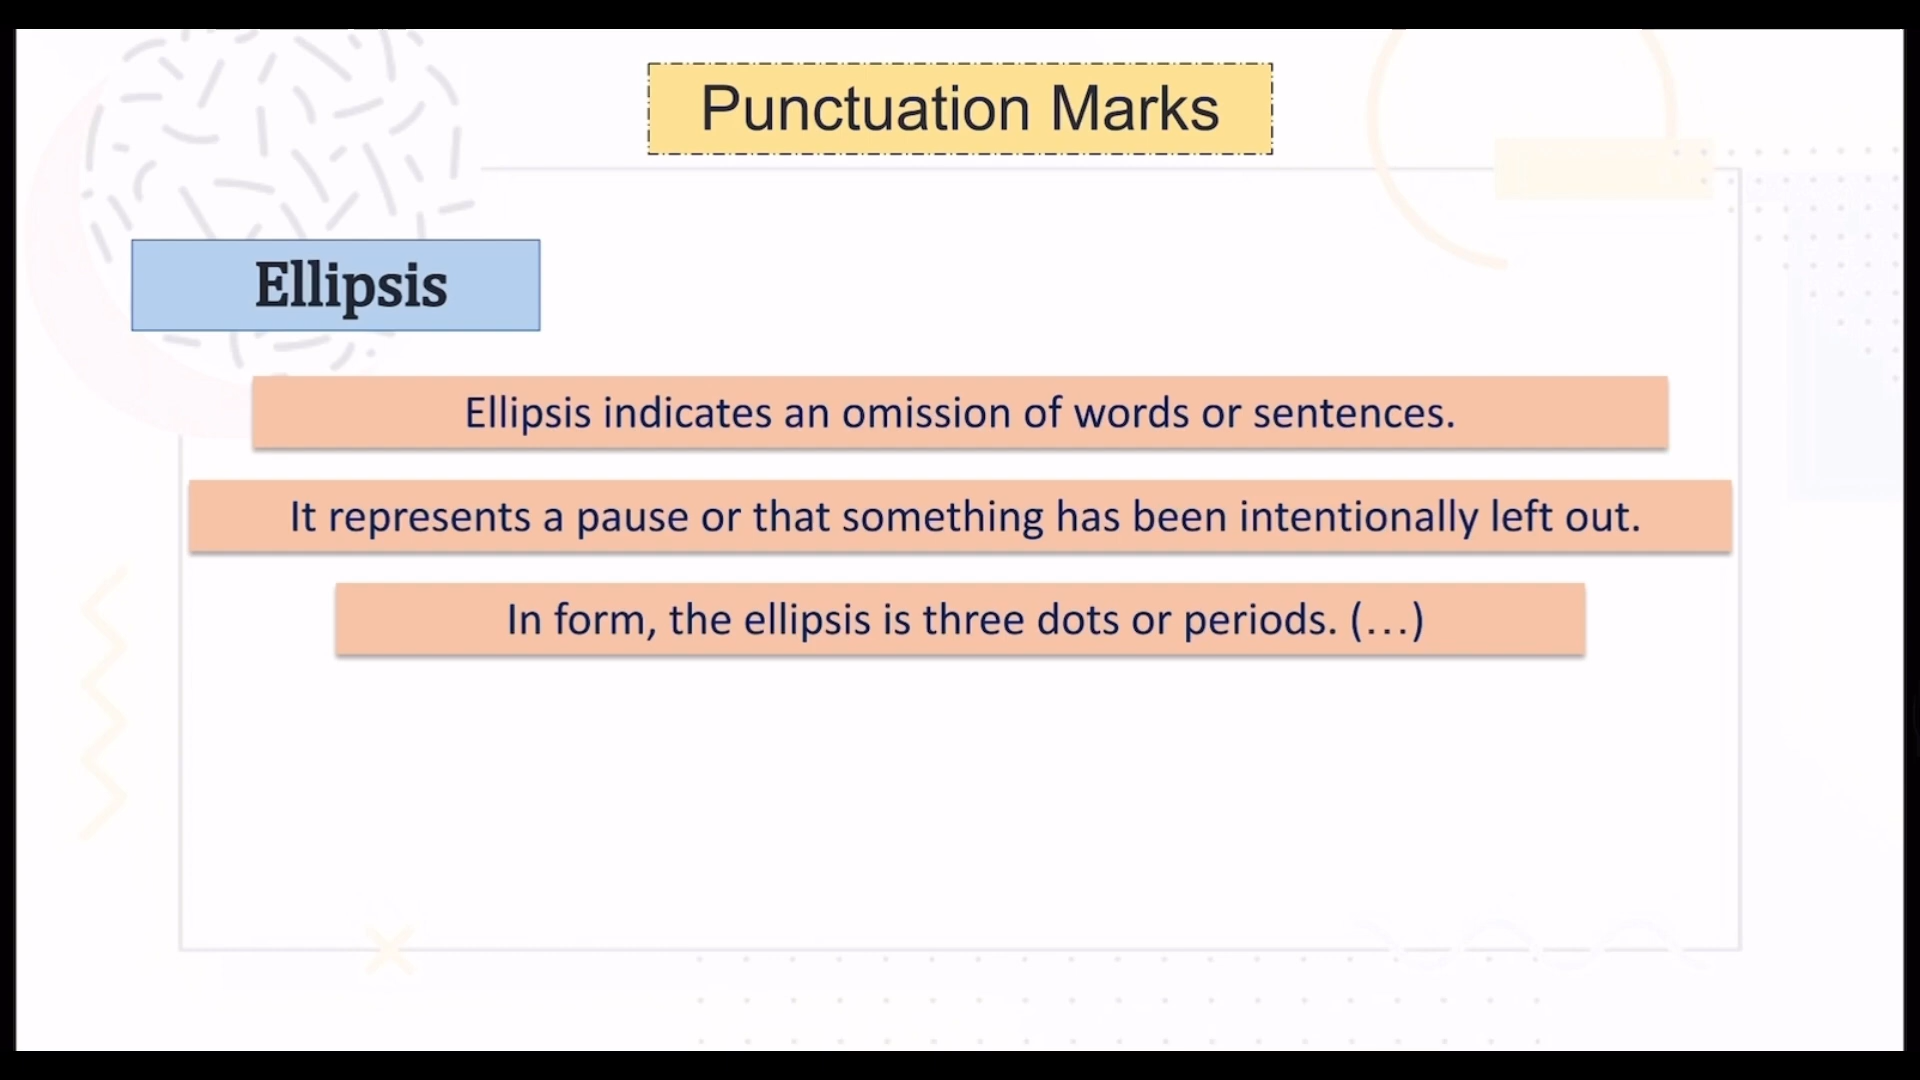 Punctuation Marks
Ellipsis
Ellipsis indicates an omission of words or sentences.
It represents a pause or that something has been intentionally left out.
In form, the ellipsis is three dots or periods. (...)